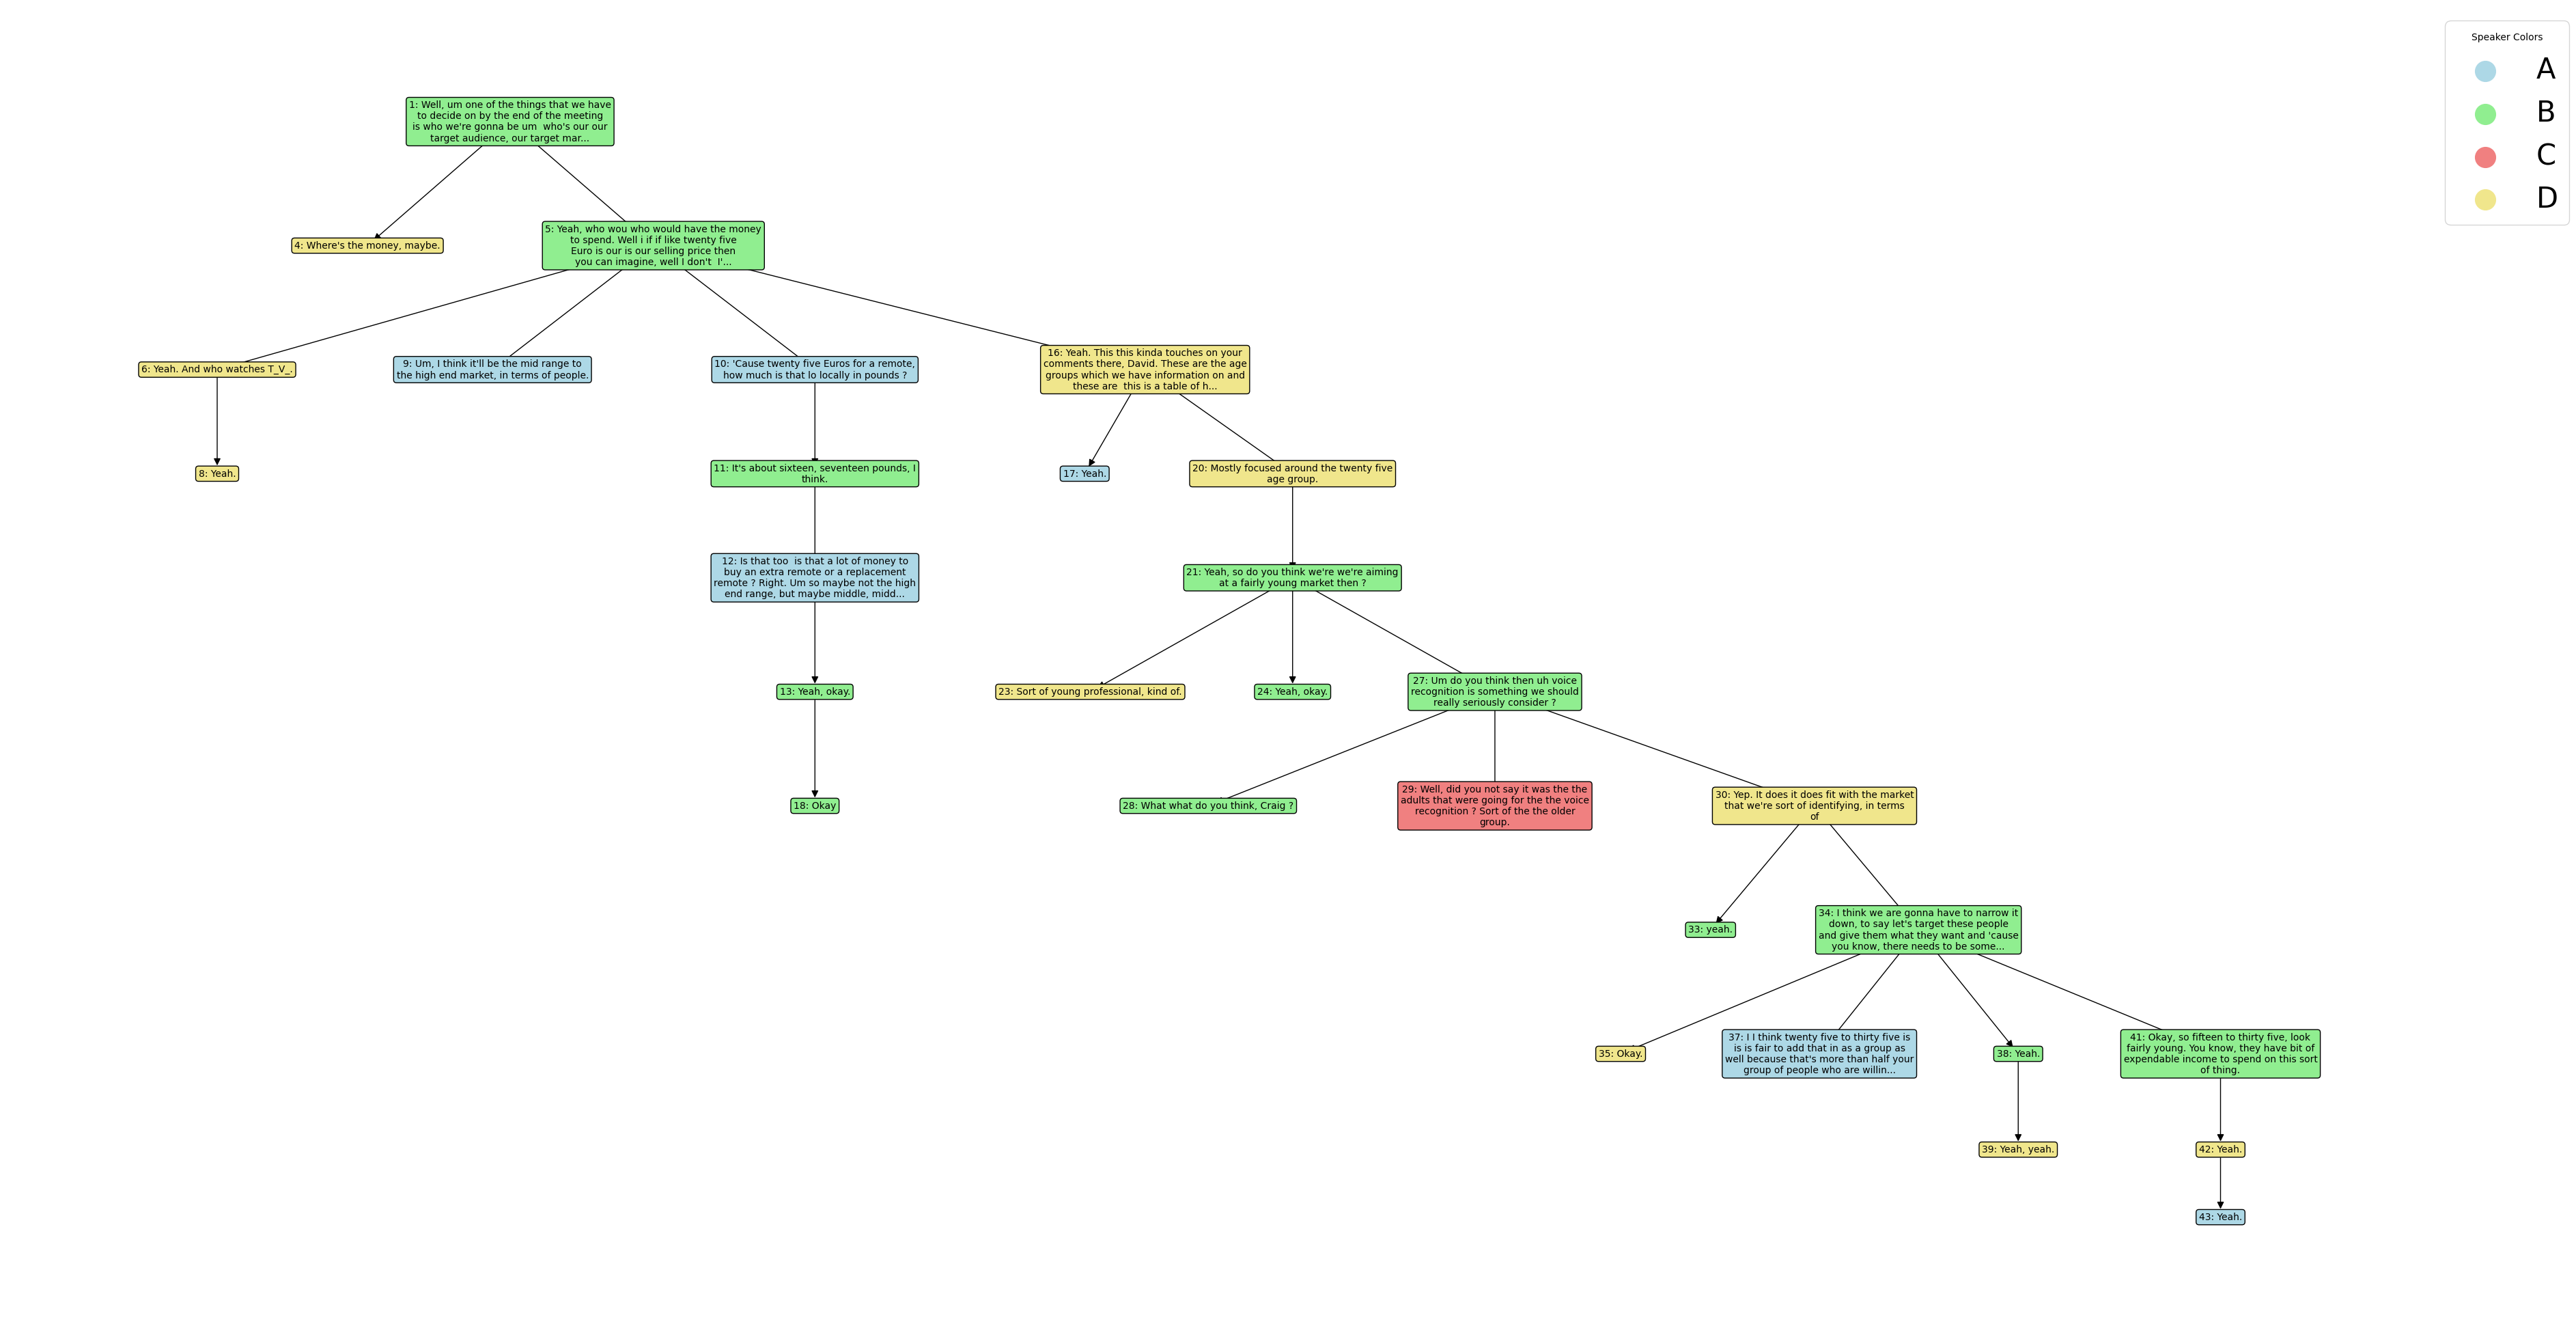 Speaker Colors
A
B
C
D
1: Well, um one of the things that we have
to decide on by the end of the meeting
is who we're gonna be um  who's our our
target audience, our target mar...
4: Where's the money, maybe.
5: Yeah, who wou who would have the money
to spend. Well i if if like twenty five
Euro is our is our selling price then
you can imagine, well I don't  I'...
6: Yeah. And who watches T_V_.
9: Um, I think it'll be the mid range to
the high end market, in terms of people.
10: 'Cause twenty five Euros for a remote,
how much is that lo locally in pounds ?
16: Yeah. This this kinda touches on your
comments there, David. These are the age
groups which we have information on and
these are  this is a table of h...
8: Yeah.
11: It's about sixteen, seventeen pounds, I
think.
17: Yeah.
20: Mostly focused around the twenty five
age group.
12: Is that too  is that a lot of money to
buy an extra remote or a replacement
remote ? Right. Um so maybe not the high
end range, but maybe middle, midd...
21: Yeah, so do you think we're we're aiming
at a fairly young market then ?
13: Yeah, okay.
23: Sort of young professional, kind of.
24: Yeah, okay.
27: Um do you think then uh voice
recognition is something we should
really seriously consider ?
18: Okay
28: What what do you think, Craig ?
29: Well, did you not say it was the the
adults that were going for the the voice
recognition ? Sort of the the older
group.
30: Yep. It does it does fit with the market
that we're sort of identifying, in terms
of
33: yeah.
34: I think we are gonna have to narrow it
down, to say let's target these people
and give them what they want and 'cause
you know, there needs to be some...
35: Okay.
37: I I think twenty five to thirty five is
is is fair to add that in as a group as
well because that's more than half your
group of people who are willin...
38: Yeah.
41: Okay, so fifteen to thirty five, look
fairly young. You know, they have bit of
expendable income to spend on this sort
of thing.
39: Yeah, yeah.
42: Yeah.
43: Yeah.